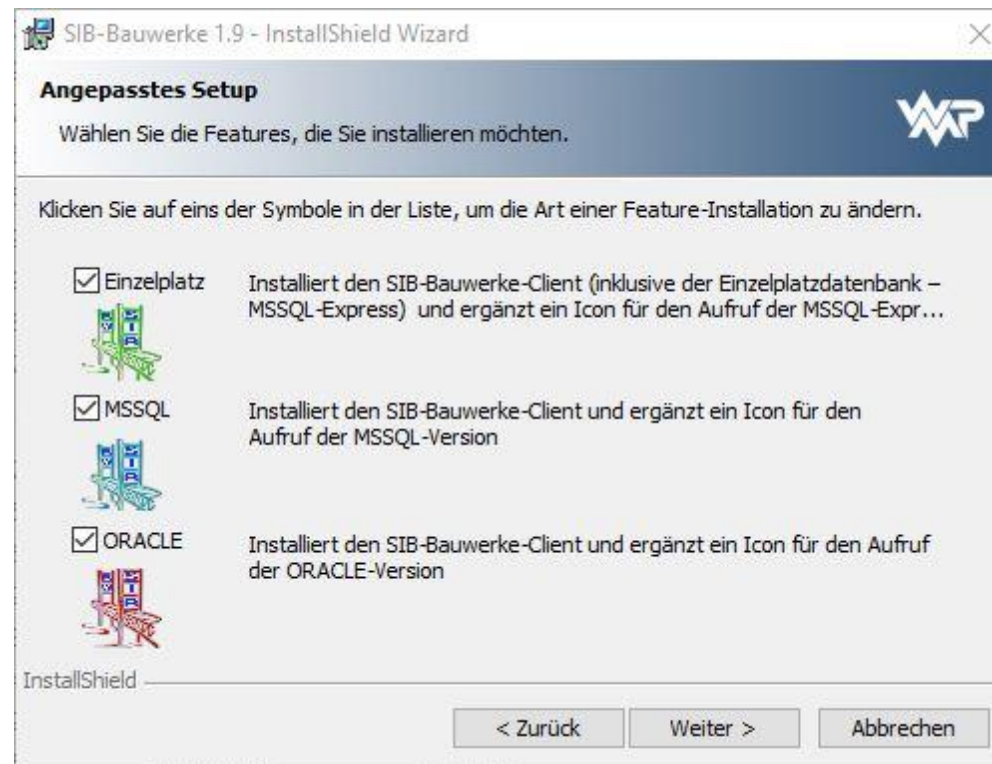 SIB-Bauwerke 1.9 - InstallShield Wizard
Angepasstes Setup
Wählen Sie die Features, die Sie installieren möchten.
WMP
Klicken Sie auf eins der Symbole in der Liste, um die Art einer Feature-Installation zu ändern.
Einzelplatz
Installiert den SIB-Bauwerke-Client (inklusive der Einzelplatzdatenbank –
MSSQL-Express) und ergänzt ein Icon für den Aufruf der MSSQL-Expr...
SIB
MSSQL
Installiert den SIB-Bauwerke-Client und ergänzt ein Icon für den
Aufruf der MSSQL-Version
SIB
ORACLE
Installiert den SIB-Bauwerke-Client und ergänzt ein Icon für den Aufruf
der ORACLE-Version
SIB
InstallShield
< Zurück
Weiter >
Abbrechen